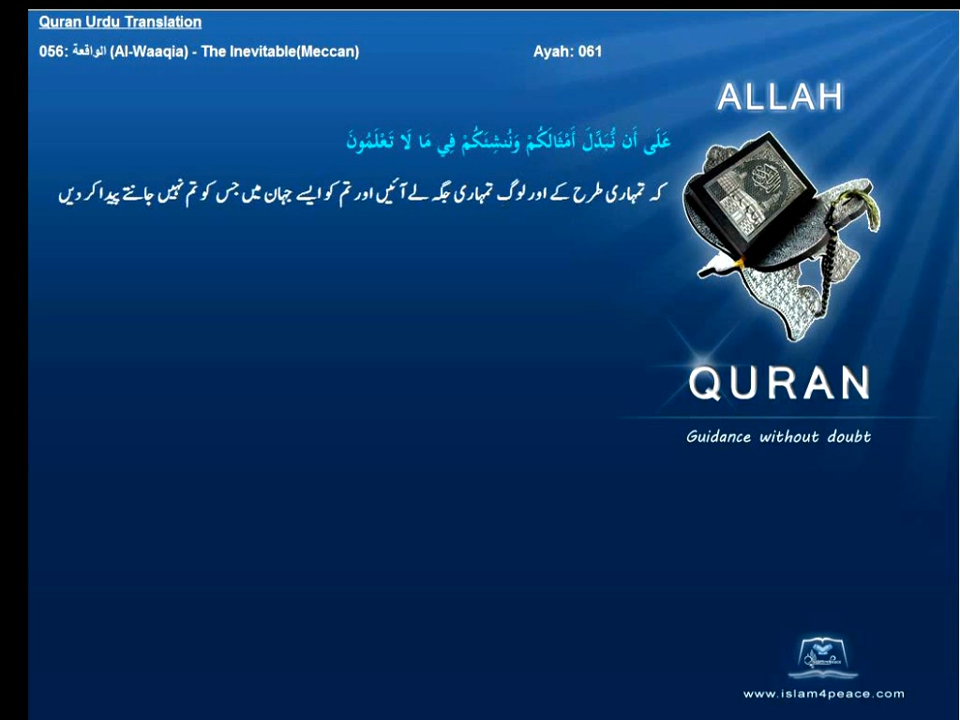 Quran Urdu Translation
056: الواقعة (Al-Waaqia) - The Inevitable(Meccan) Ayah: 061
ALLAH
عَلَى أَن نُّبَدِّلَ أَمْثَالَكُمْ وَنُنشِئَكُمْ فِي مَا لَا تَعْلَمُونَ
کہ تمہاری طرح کے اور لوگ تمہاری جگہ لے آئیں اور تم کو ایسے جہان میں جس کو تم نہیں جانتے پیدا کر دیں
QURAN
Guidance without doubt
www.islam4peace.com